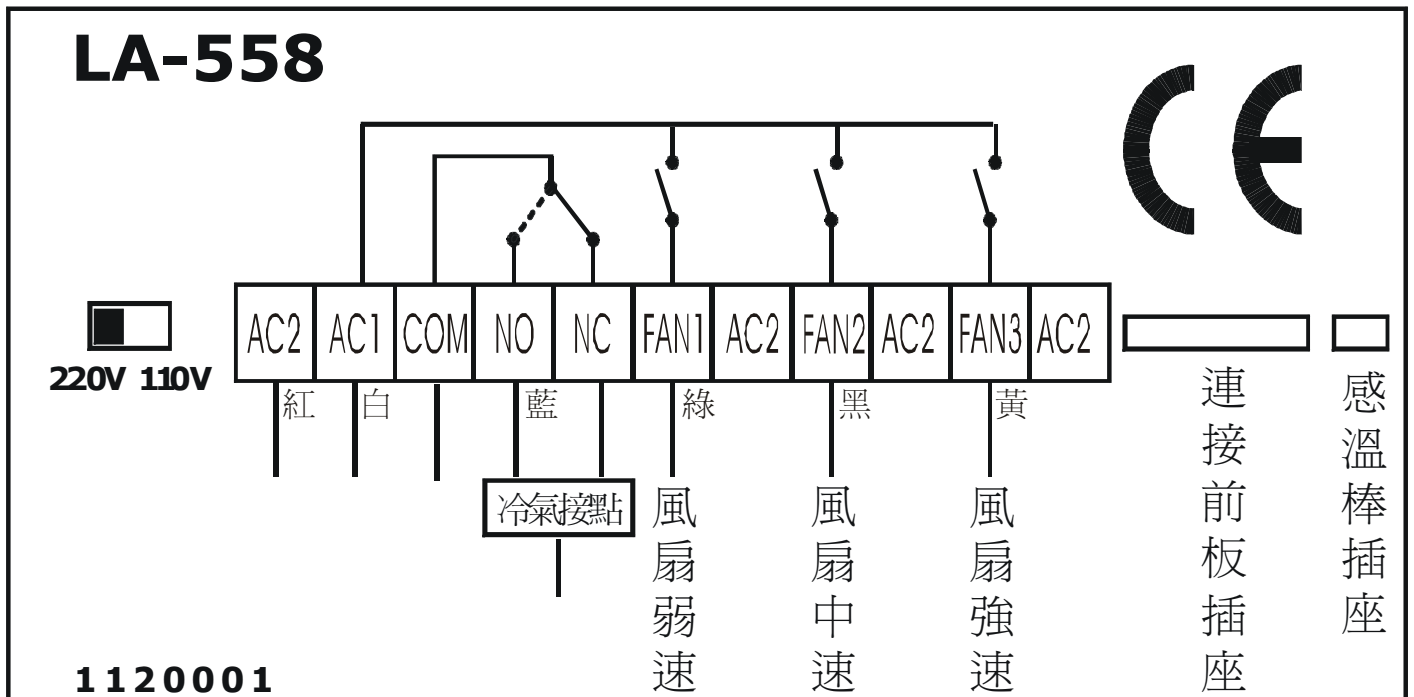 LA-558
CE
220V 110V
AC2 AC1 COM NO NC FAN1 AC2 FAN2 AC2 FAN3 AC2
紅 白 藍 綠 黑 黃
冷氣接點
風扇弱速
風扇中速
風扇強速
連接前板插座
感溫棒插座
1120001